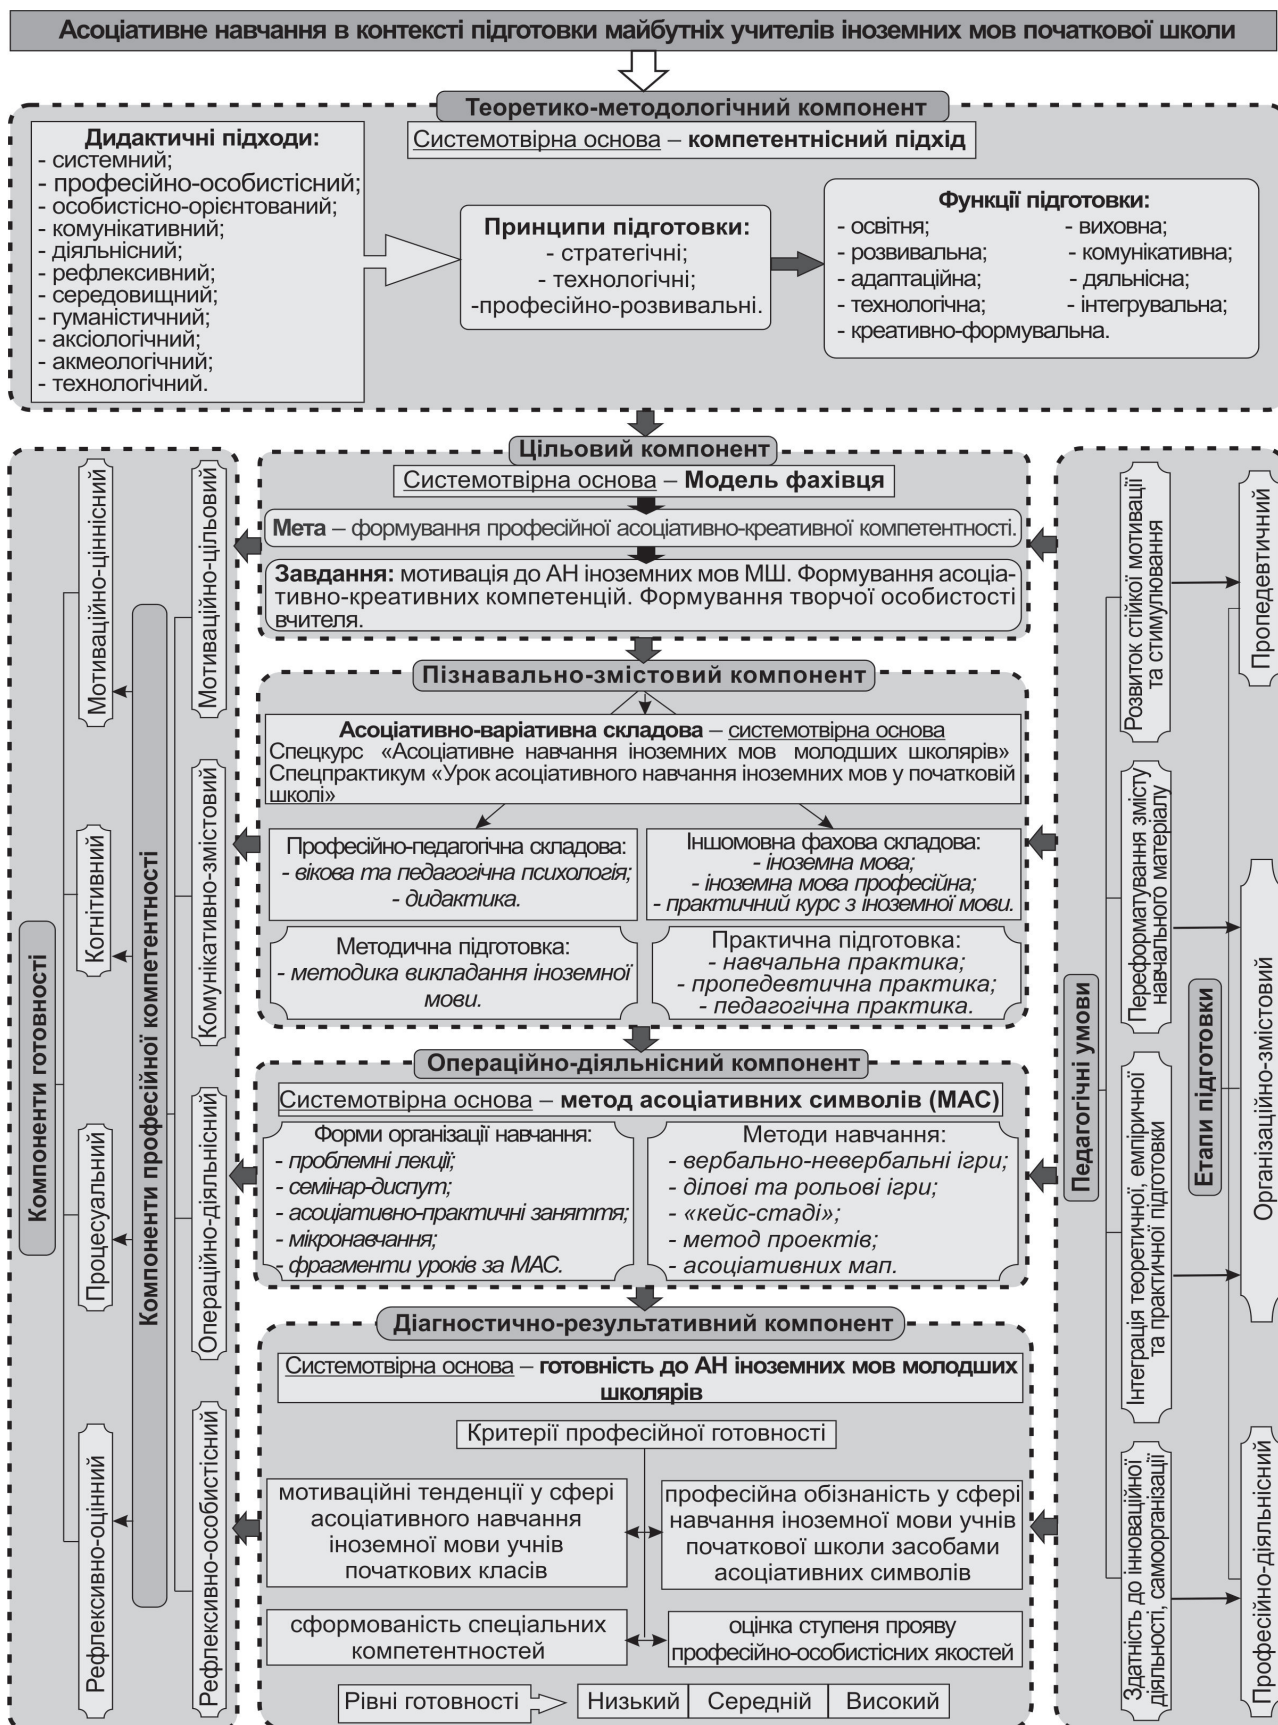 Асоціативне навчання в контексті підготовки майбутніх учителів іноземних мов початкової школи
Теоретико-методологічний компонент
Системотвірна основа – компетентнісний підхід
Дидактичні підходи:
- системний;
- професійно-особистісний;
- особистісно-орієнтований;
- комунікативний;
- діяльнісний;
- рефлексивний;
- середовищний;
- гуманістичний;
- аксіологічний;
- акмеологічний;
- технологічний.
Принципи підготовки:
- стратегічні;
- технологічні;
-професійно-розвивальні.
Функції підготовки:
- освітня; - виховна;
- розвивальна; - комунікативна;
- адаптаційна; - дяльнісна;
- технологічна; - інтегрувальна;
- креативно-формувальна.
Компоненти готовності
Мотиваційно-ціннісний
Когнітивний
Процесуальний
Рефлексивно-оцінний
Компоненти професійної компетентності
Мотиваційно-цільовий
Комунікативно-змістовий
Операційно-діяльнісний
Рефлексивно-особистісний
Цільовий компонент
Системотвірна основа – Модель фахівця
Мета – формування професійної асоціативно-креативної компетентності.
Завдання: мотивація до АН іноземних мов МШ. Формування асоціа-
тивно-креативних компетенцій. Формування творчої особистості
вчителя.
Пізнавально-змістовий компонент
Асоціативно-варіативна складова – системотвірна основа
Спецкурс «Асоціативне навчання іноземних мов молодших школярів»
Спецпрактикум «Урок асоціативного навчання іноземних мов у початковій
школі»
Професійно-педагогічна складова:
- вікова та педагогічна психологія;
- дидактика.
Іншомовна фахова складова:
- іноземна мова;
- іноземна мова професійна;
- практичний курс з іноземної мови.
Методична підготовка:
- методика викладання іноземної
мови.
Практична підготовка:
- навчальна практика;
- пропедевтична практика;
- педагогічна практика.
Операційно-діяльнісний компонент
Системотвірна основа – метод асоціативних символів (МАС)
Форми організації навчання:
- проблемні лекції;
- семінар-диспут;
- асоціативно-практичні заняття;
- мікронавчання;
- фрагменти уроків за МАС.
Методи навчання:
- вербально-невербальні ігри;
- ділові та рольові ігри;
- «кейс-стаді»;
- метод проектів;
- асоціативних мап.
Діагностично-результативний компонент
Системотвірна основа – готовність до АН іноземних мов молодших
школярів
Критерії професійної готовності
мотиваційні тенденції у сфері
асоціативного навчання
іноземної мови учнів
початкових класів
професійна обізнаність у сфері
навчання іноземної мови учнів
початкової школи засобами
асоціативних символів
сформованість спеціальних
компетентностей
оцінка ступеня прояву
професійно-особистісних якостей
Рівні готовності
Низький Середній Високий
Педагогічні умови
Розвиток стійкої мотивації
та стимулювання
Переформатування змісту
навчального матеріалу
Інтеграція теоретичної, емпіричної
та практичної підготовки
Здатність до інноваційної
діяльності, самоорганізації
Етапи підготовки
Пропедевтичний
Організаційно-змістовий
Професійно-діяльнісний